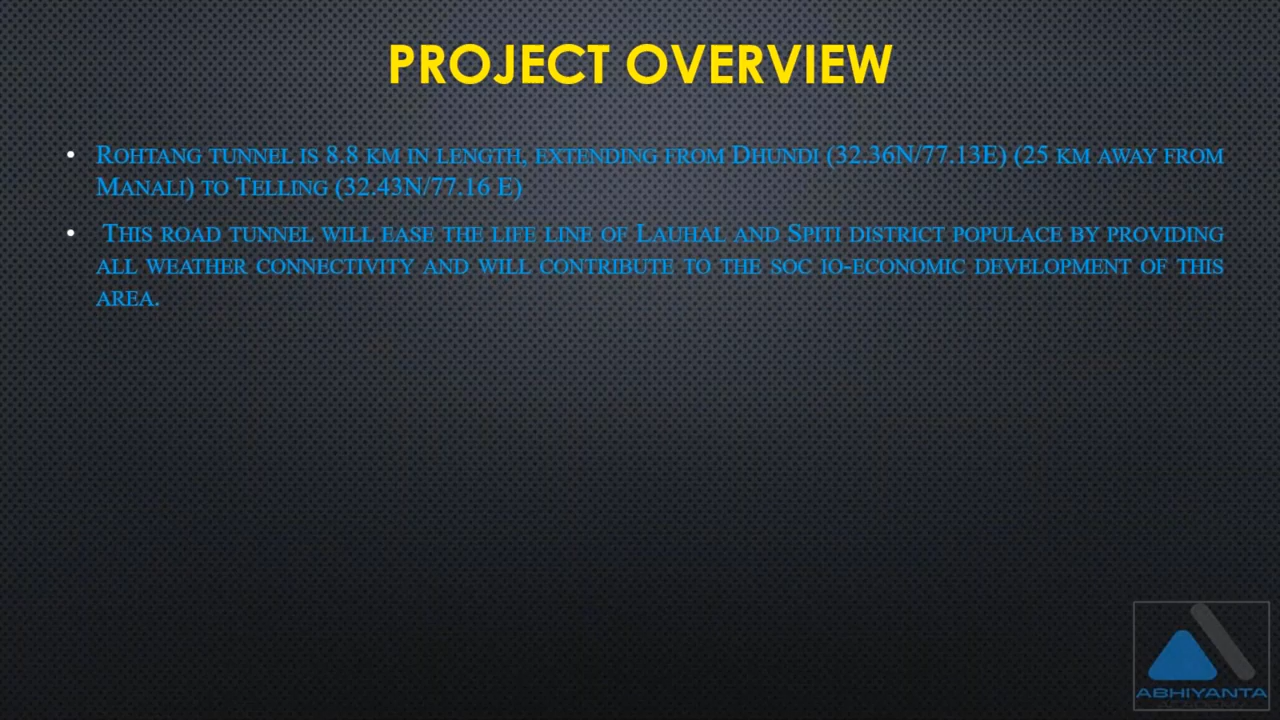 PROJECT OVERVIEW
• ROHTANG TUNNEL IS 8.8 KM IN LENGTH, EXTENDING FROM DHUNDI (32.36N/77.13E) (25 KM AWAY FROM
MANALI) TO TELLING (32.43N/77.16 E)
• THIS ROAD TUNNEL WILL EASE THE LIFE LINE OF LAUHAL AND SPITI DISTRICT POPULACE BY PROVIDING
ALL WEATHER CONNECTIVITY AND WILL CONTRIBUTE TO THE SOC IO-ECONOMIC DEVELOPMENT OF THIS
AREA.
ABHIYANTA
ACADEMY